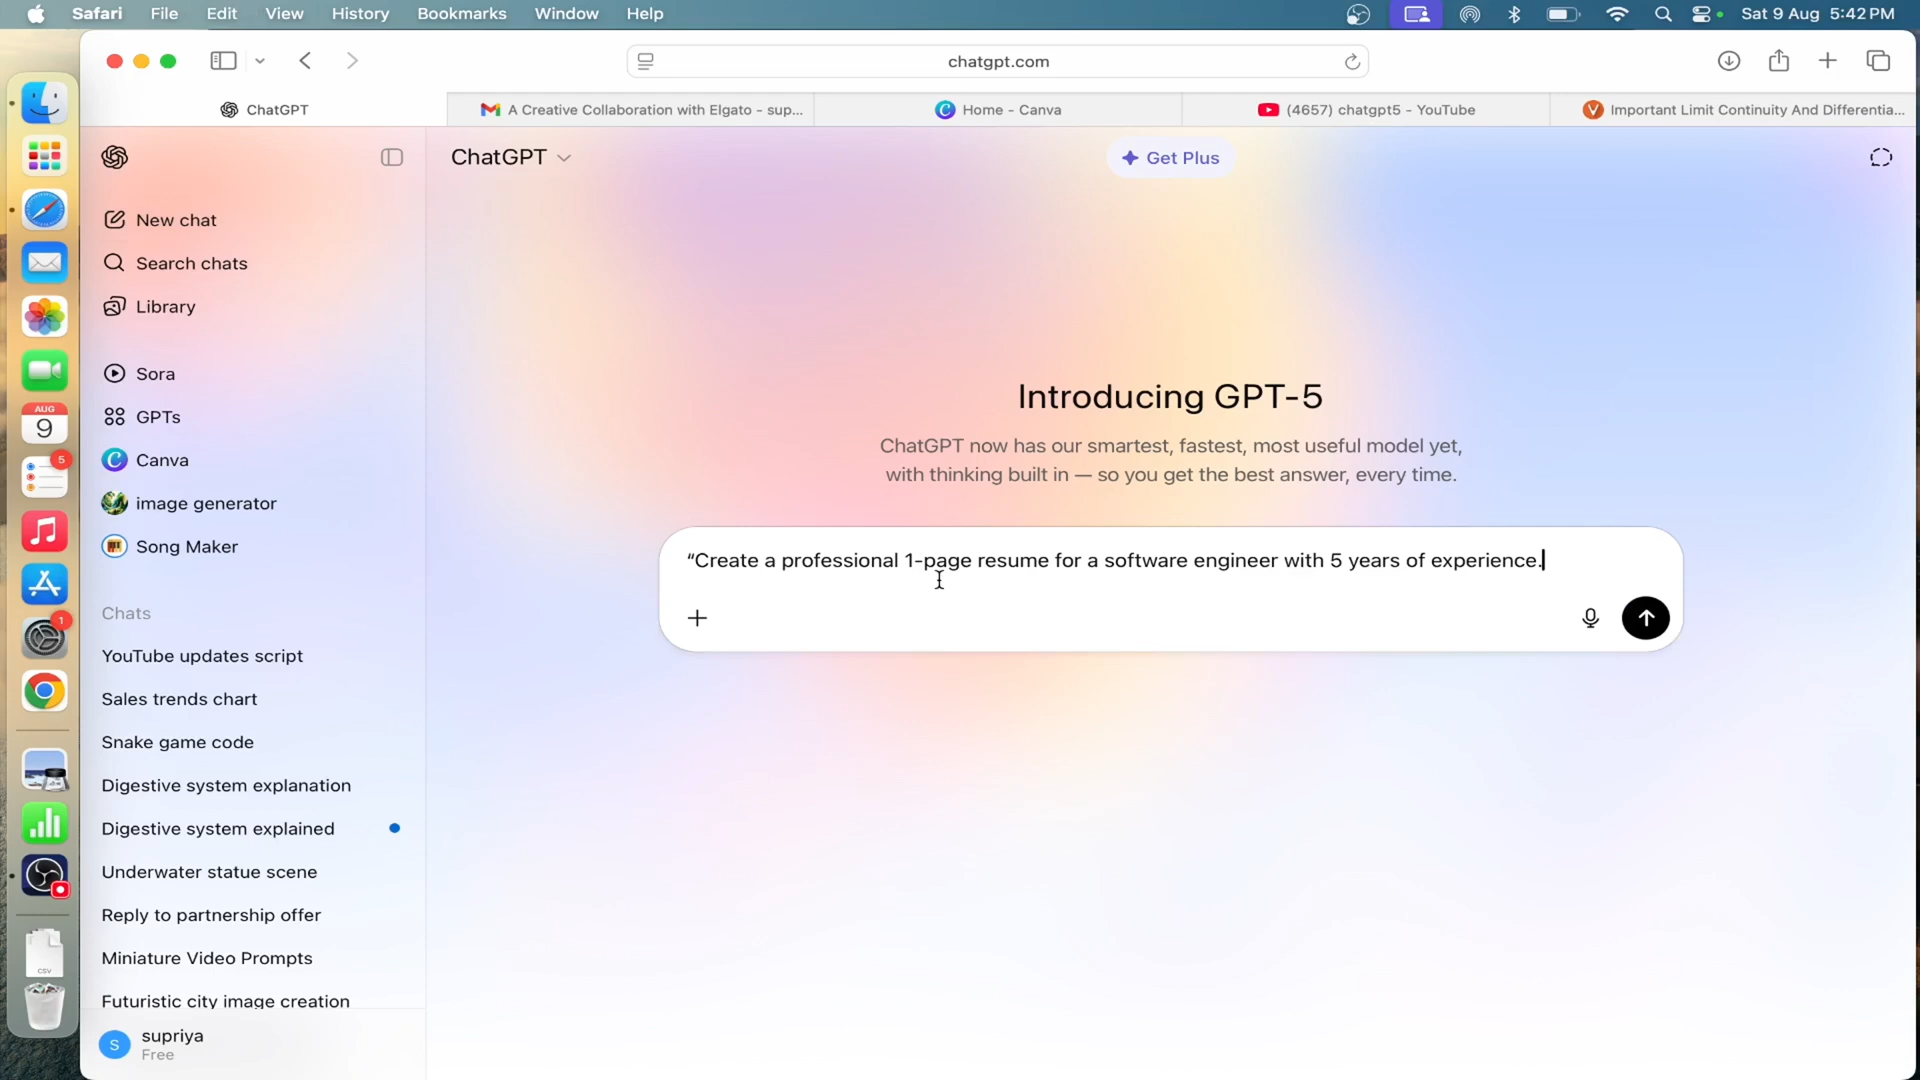 Safari File Edit View History Bookmarks Window Help
Sat 9 Aug 5:42 PM
chatgpt.com
ChatGPT
A Creative Collaboration with Elgato - sup...
Home - Canva
(4657) chatgpt5 - YouTube
Important Limit Continuity And Differentia...
ChatGPT
Get Plus
New chat
Search chats
Library
Sora
GPTs
Canva
image generator
Song Maker
Chats
YouTube updates script
Sales trends chart
Snake game code
Digestive system explanation
Digestive system explained
Underwater statue scene
Reply to partnership offer
Miniature Video Prompts
Futuristic city image creation
S
supriya
Free
Introducing GPT-5
ChatGPT now has our smartest, fastest, most useful model yet,
with thinking built in — so you get the best answer, every time.
“Create a professional 1-page resume for a software engineer with 5 years of experience.
AUG
9
5
1
CSV